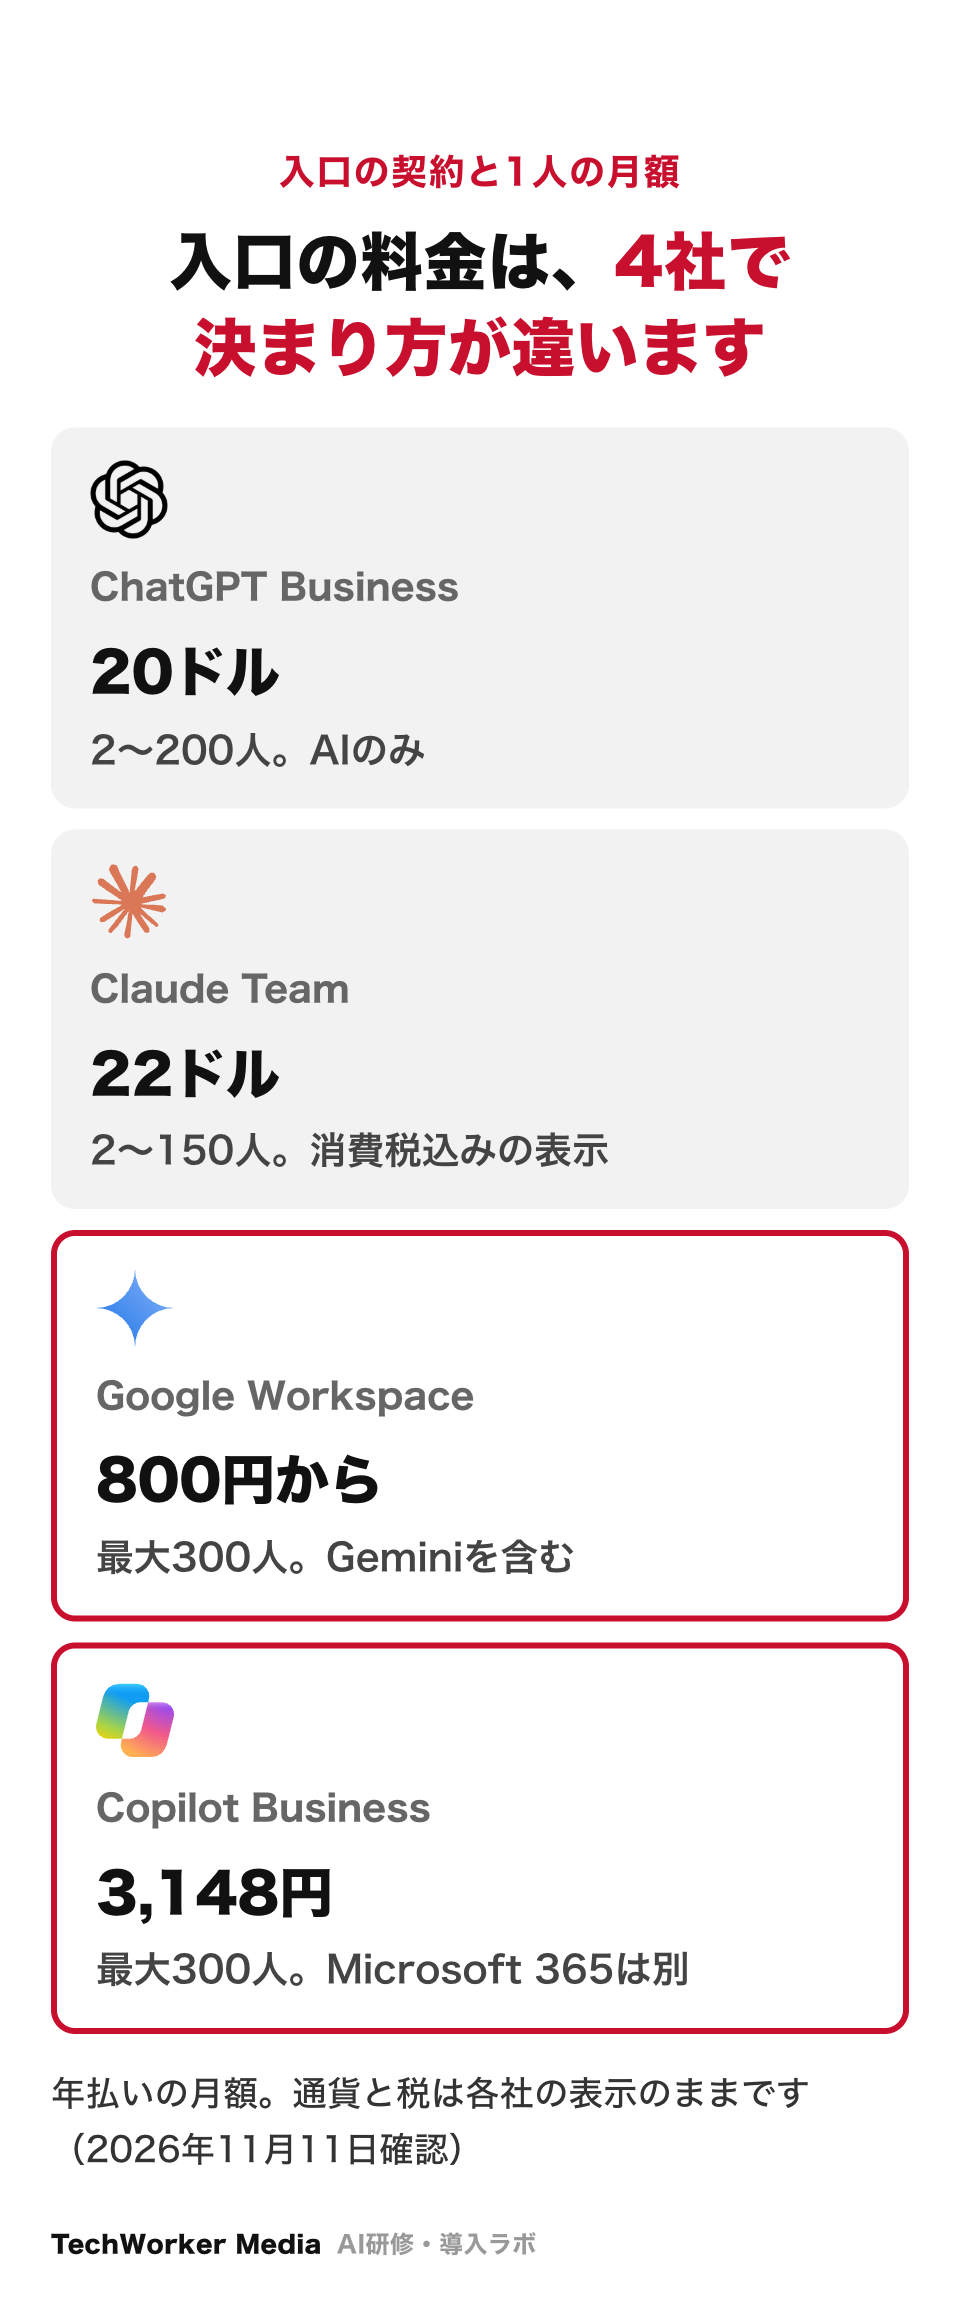 入口の契約と1人の月額
入口の料金は、4社で
決まり方が違います
ChatGPT Business
20ドル
2〜200人。AIのみ
Claude Team
22ドル
2〜150人。消費税込みの表示
Google Workspace
800円から
最大300人。Geminiを含む
Copilot Business
3,148円
最大300人。Microsoft 365は別
年払いの月額。通貨と税は各社の表示のままです
（2026年11月11日確認）
TechWorker Media AI研修・導入ラボ